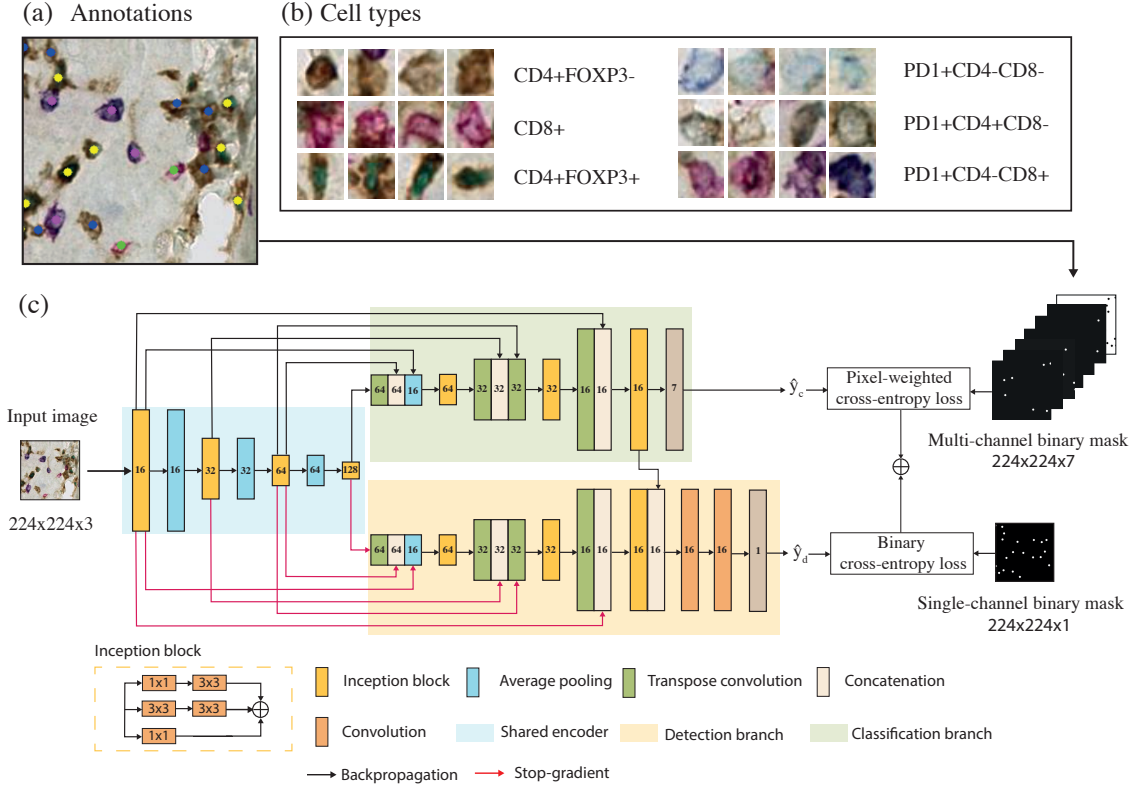 (a) Annotations
(b) Cell types
CD4+FOXP3-
CD8+
CD4+FOXP3+
PD1+CD4-CD8-
PD1+CD4+CD8-
PD1+CD4-CD8+
(c)
Input image
224x224x3
16
16
32
32
64
64
128
64 64 16
64
32 32 32
32
16 16
16
7
ŷc
Pixel-weighted
cross-entropy loss
Multi-channel binary mask
224x224x7
64 64 16
64
32 32 32
32
16 16
16 16
16
16
1
ŷd
Binary
cross-entropy loss
Single-channel binary mask
224x224x1
Inception block
1x1 3x3
3x3 3x3
1x1
Inception block
Average pooling
Transpose convolution
Concatenation
Convolution
Shared encoder
Detection branch
Classification branch
Backpropagation
Stop-gradient